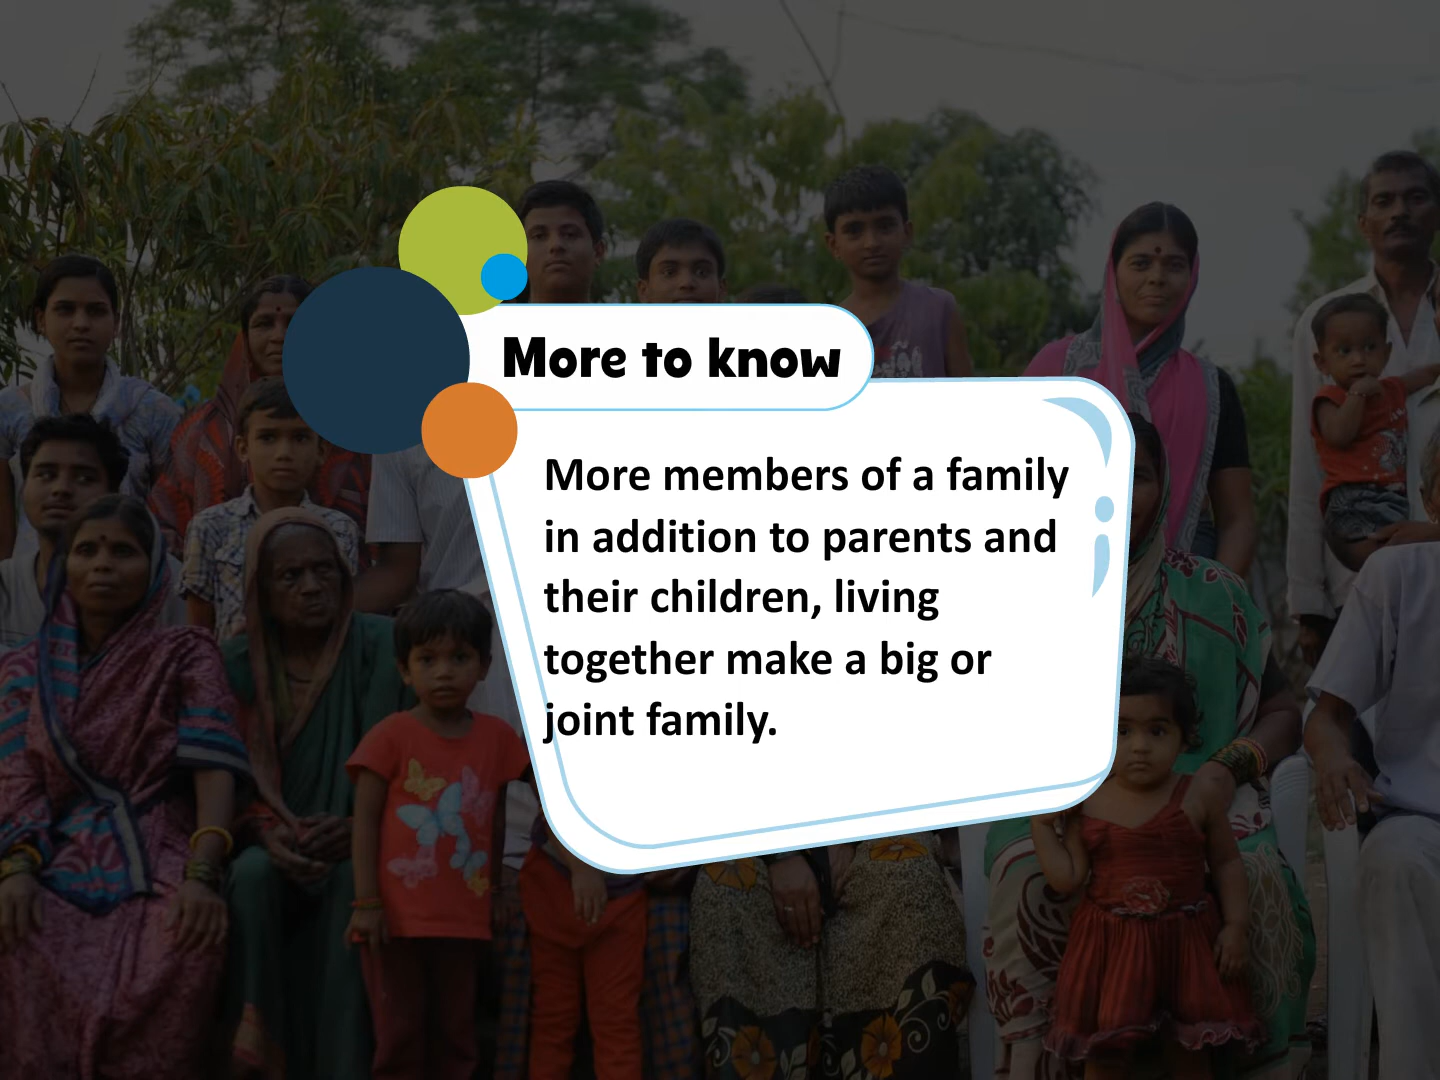 More to know
More members of a family
in addition to parents and
their children, living
together make a big or
joint family.